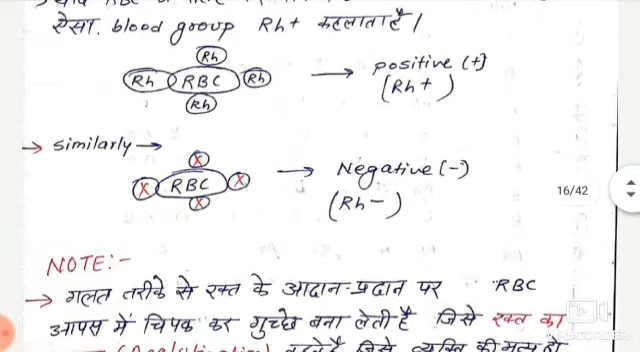 ऐसा blood group Rh+ कहलाता है।
Rh
Rh RBC Rh → positive (+)
Rh (Rh+)
→ Similarly →
X
X RBC X → Negative (-)
X (Rh-)
16/42
NOTE:-
→ गलत तरीके से रक्त के आदान-प्रदान पर RBC
आपस में चिपक कर गुच्छे बना लेती है जिसे रक्त का